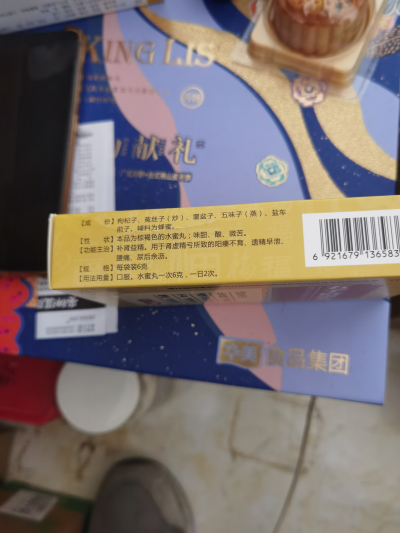 KING LIS
献礼
【成 份】枸杞子、菟丝子(炒)、覆盆子、五味子(蒸)、盐车
前子、辅料为蜂蜜。
【性 状】本品为棕褐色的水蜜丸;味甜、酸、微苦。
【功能主治】补肾益精。用于肾虚精亏所致的阳痿不育、遗精早泄、
腰痛、尿后余沥。
【规 格】每袋装6克
【用法用量】口服。水蜜丸一次6克,一日2次。
6 921679 136583
食品集团